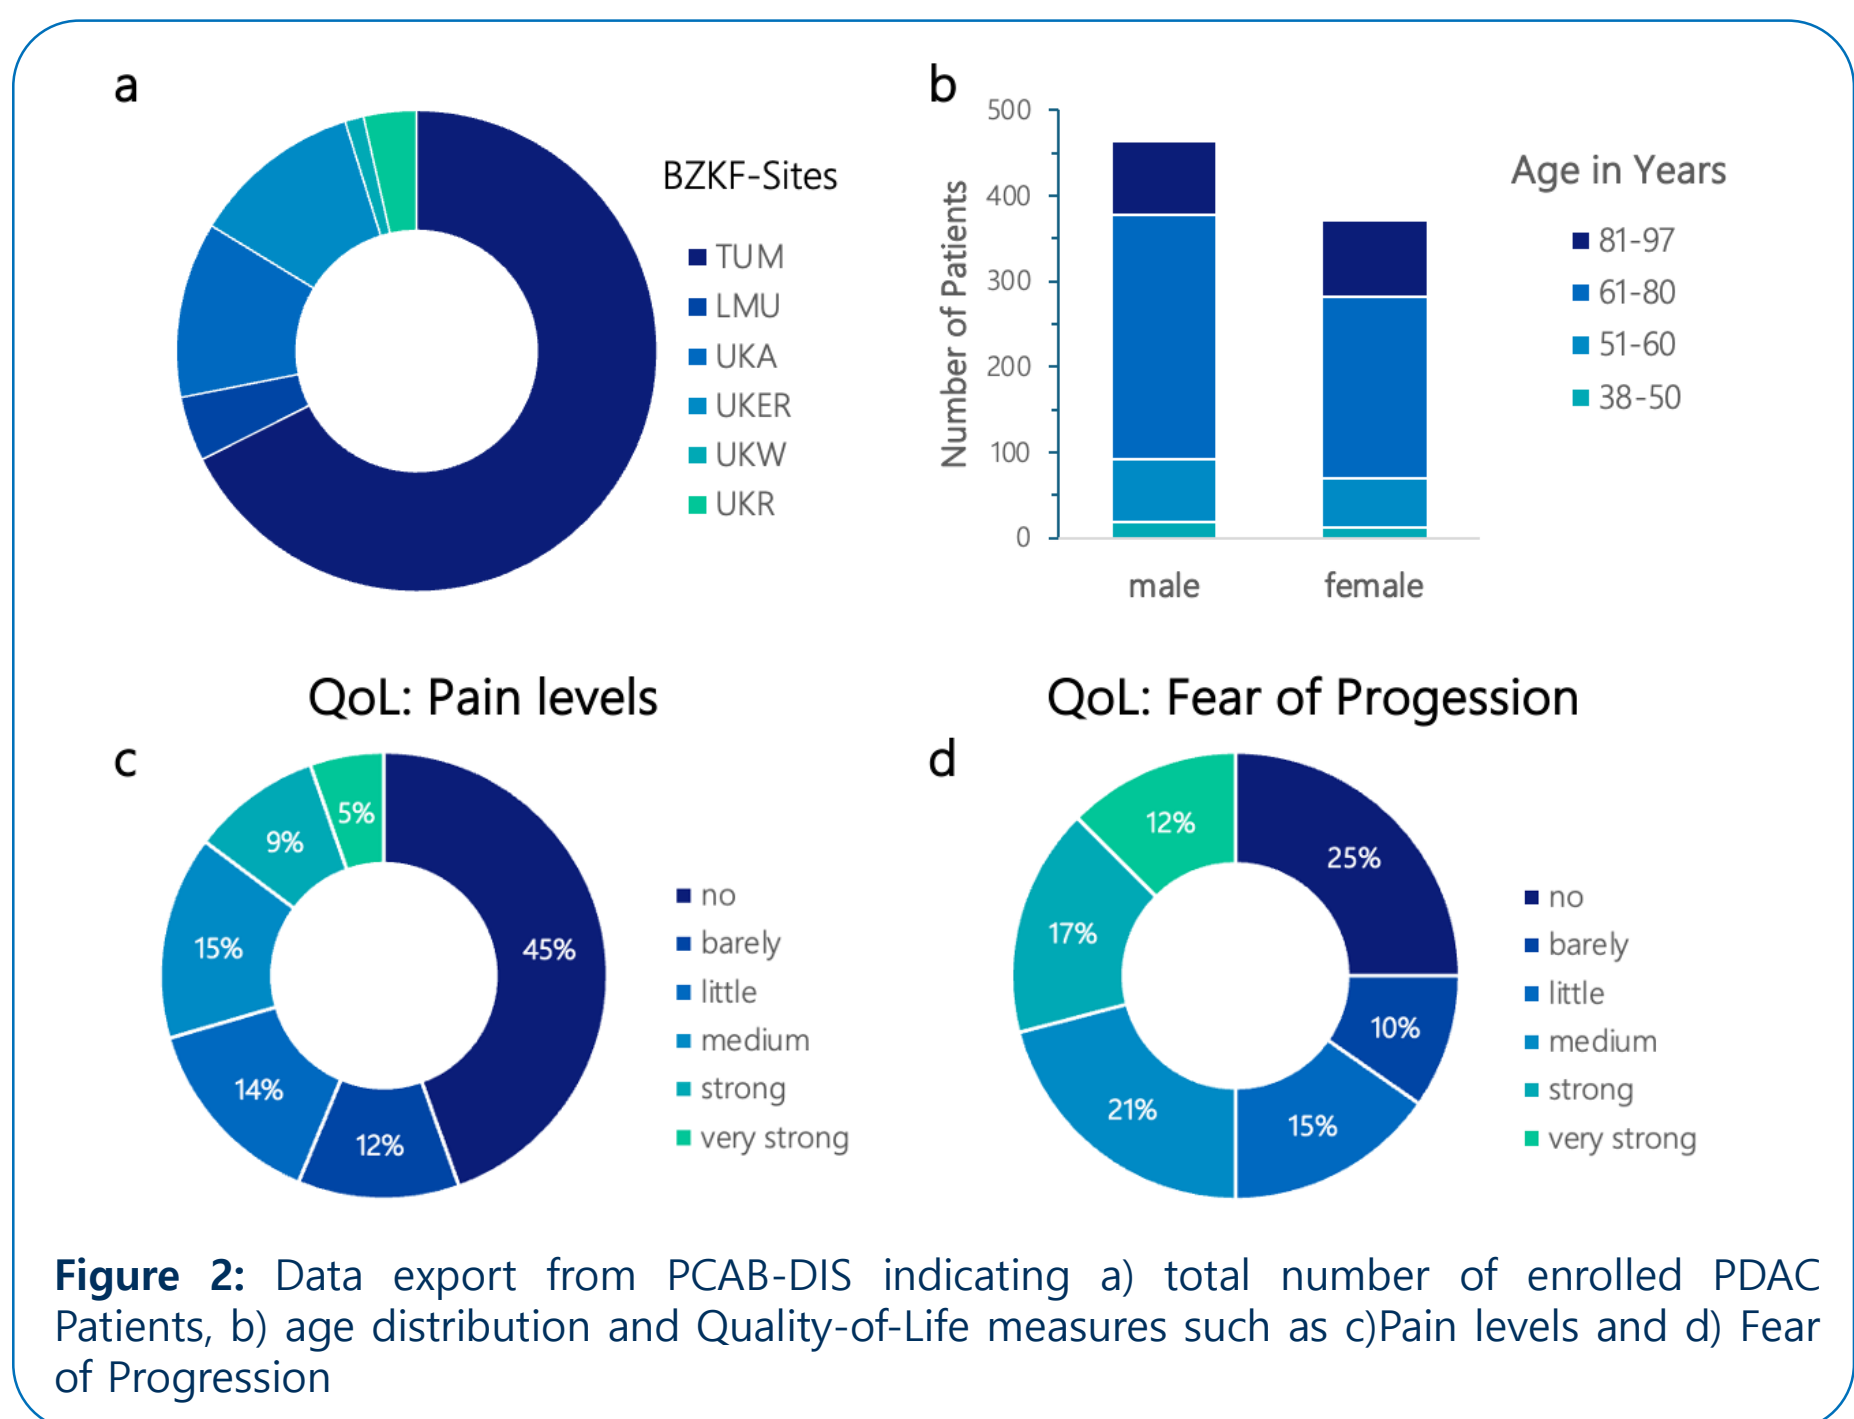 a
BZKF-Sites
TUM
LMU
UKA
UKER
UKW
UKR
b
500
400
300
200
100
0
Number of Patients
male
female
Age in Years
81-97
61-80
51-60
38-50
QoL: Pain levels
c
45%
12%
14%
15%
9%
5%
no
barely
little
medium
strong
very strong
QoL: Fear of Progession
d
25%
10%
15%
21%
17%
12%
no
barely
little
medium
strong
very strong
Figure 2: Data export from PCAB-DIS indicating a) total number of enrolled PDAC
Patients, b) age distribution and Quality-of-Life measures such as c)Pain levels and d) Fear
of Progression